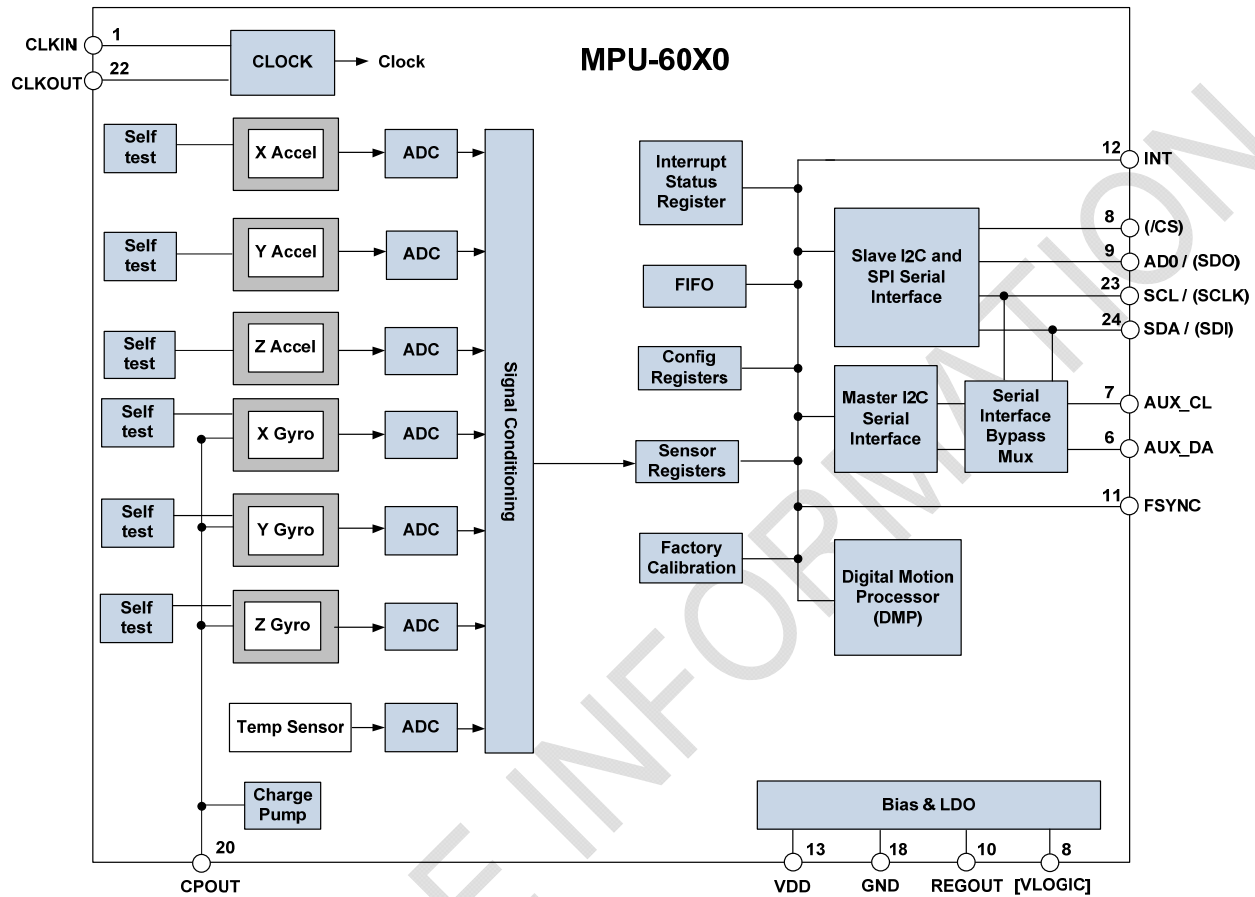 MPU-60X0
CLKIN
1
CLKOUT
22
CLOCK
Clock
Self
test
X Accel
ADC
Self
test
Y Accel
ADC
Self
test
Z Accel
ADC
Self
test
X Gyro
ADC
Self
test
Y Gyro
ADC
Self
test
Z Gyro
ADC
Temp Sensor
ADC
Signal Conditioning
Charge
Pump
20
CPOUT
Interrupt
Status
Register
FIFO
Config
Registers
Sensor
Registers
Factory
Calibration
Slave I2C and
SPI Serial
Interface
Master I2C
Serial
Interface
Serial
Interface
Bypass
Mux
Digital Motion
Processor
(DMP)
12
INT
8
(/CS)
9
AD0 / (SDO)
23
SCL / (SCLK)
24
SDA / (SDI)
7
AUX_CL
6
AUX_DA
11
FSYNC
Bias & LDO
13
VDD
18
GND
10
REGOUT
8
[VLOGIC]
E INFORMATION